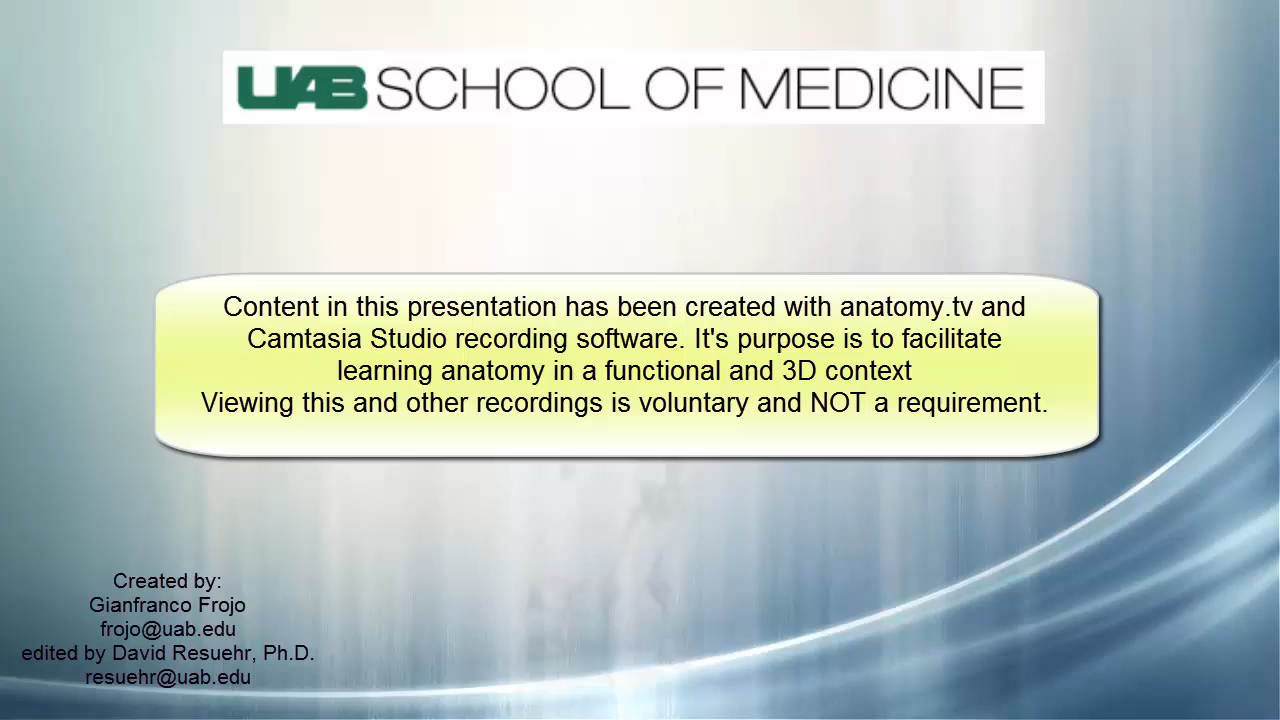 UAB SCHOOL OF MEDICINE
Content in this presentation has been created with anatomy.tv and
Camtasia Studio recording software. It's purpose is to facilitate
learning anatomy in a functional and 3D context
Viewing this and other recordings is voluntary and NOT a requirement.
Created by:
Gianfranco Frojo
frojo@uab.edu
edited by David Resuehr, Ph.D.
resuehr@uab.edu